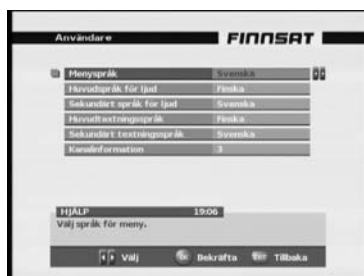 Användare FINNSAT
Menyspråk Svenska
Huvudspråk för ljud Finska
Sekundärt språk för ljud Svenska
Huvudtextningsspråk Finska
Sekundärt textningsspråk Svenska
Kanalinformation 3
HJÄLP 19:06
Välj språk för meny.
Välj OK Bekräfta EXIT Tillbaka